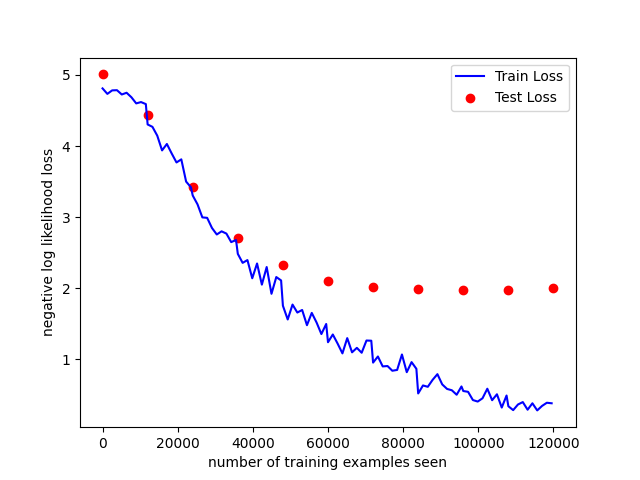 Train Loss
Test Loss
negative log likelihood loss
5
4
3
2
1
0 20000 40000 60000 80000 100000 120000
number of training examples seen